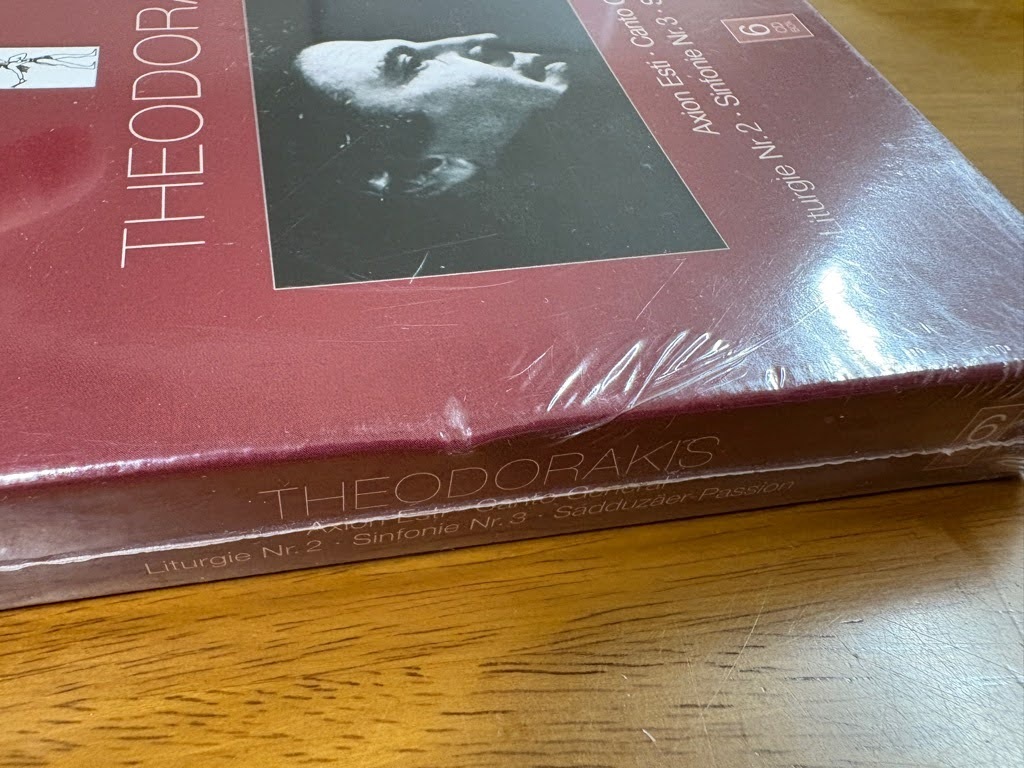 THEODORA
Axion Esti · Canto G
Liturgie Nr. 2 · Sinfonie Nr. 3 · S
6
CDs
THEODORAKIS
Axion Esti · Canto General
Liturgie Nr. 2 · Sinfonie Nr. 3 · Sadduzäer-Passion
6